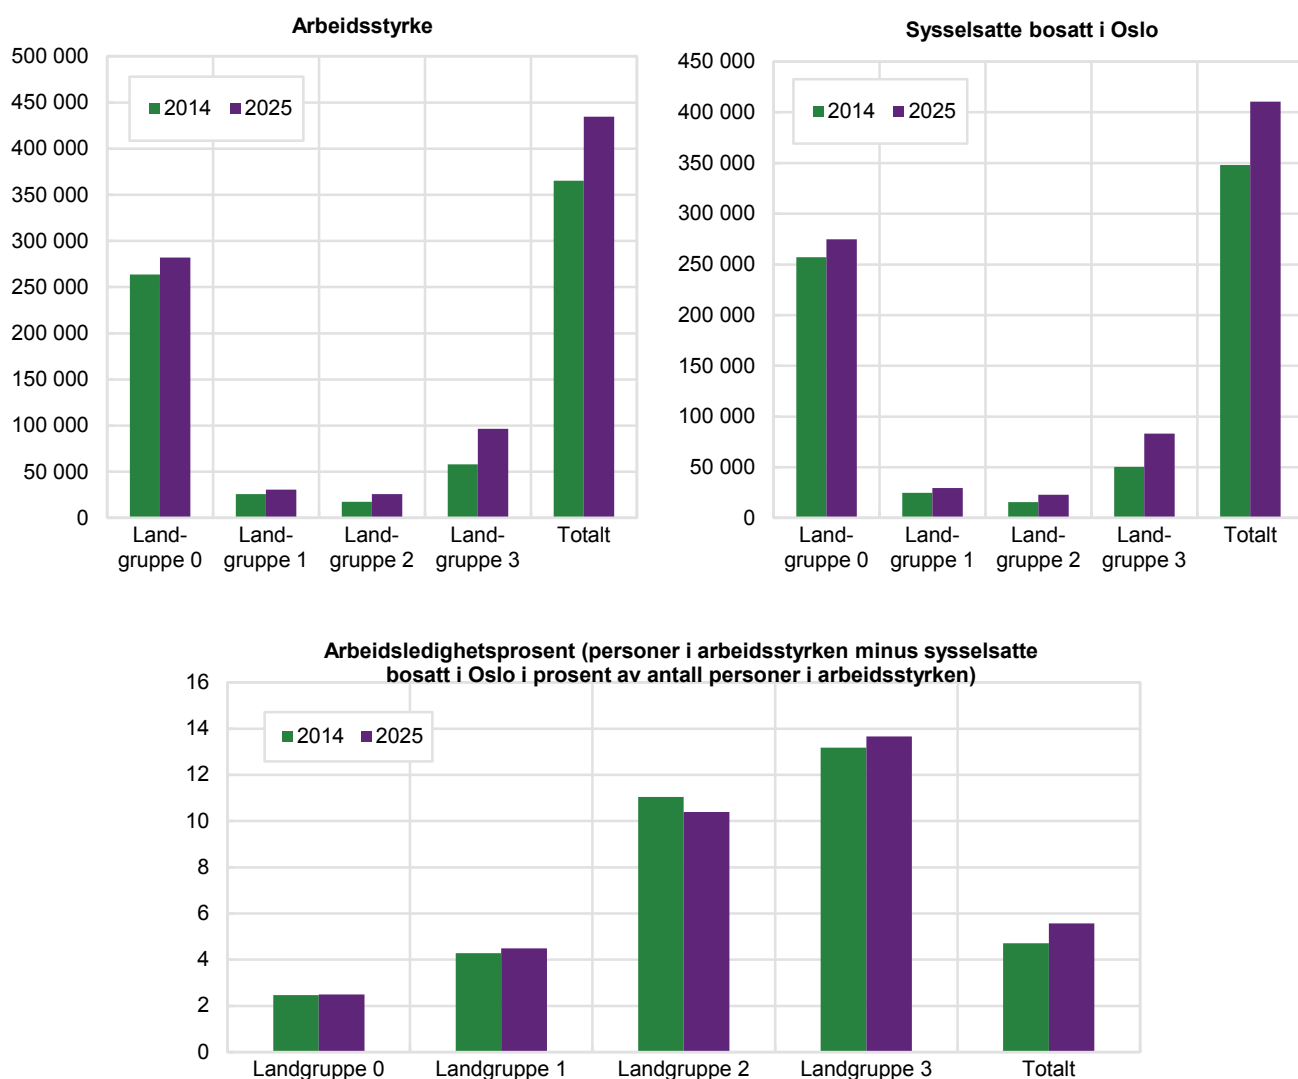 Arbeidsstyrke
500 000
450 000
400 000
350 000
300 000
250 000
200 000
150 000
100 000
50 000
0
2014 2025
Land-
gruppe 0
Land-
gruppe 1
Land-
gruppe 2
Land-
gruppe 3
Totalt
Sysselsatte bosatt i Oslo
450 000
400 000
350 000
300 000
250 000
200 000
150 000
100 000
50 000
0
2014 2025
Land-
gruppe 0
Land-
gruppe 1
Land-
gruppe 2
Land-
gruppe 3
Totalt
Arbeidsledighetsprosent (personer i arbeidsstyrken minus sysselsatte
bosatt i Oslo i prosent av antall personer i arbeidsstyrken)
16
14
12
10
8
6
4
2
0
2014 2025
Landgruppe 0 Landgruppe 1 Landgruppe 2 Landgruppe 3 Totalt